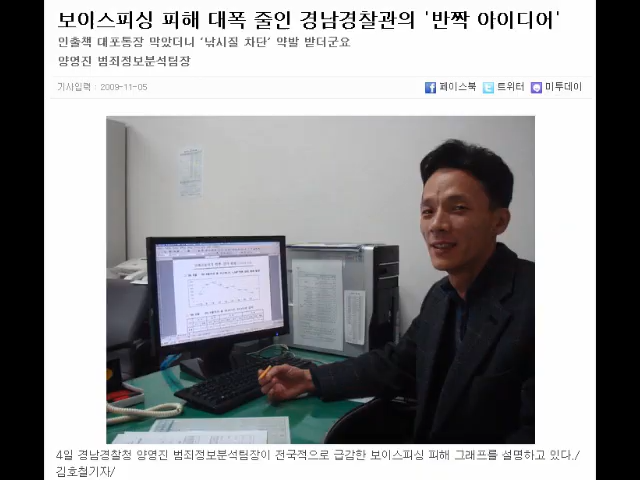 보이스피싱 피해 대폭 줄인 경남경찰관의 '반짝 아이디어'
인출책 대포통장 막았더니 '낚시질 차단' 약발 받더군요
양영진 범죄정보분석팀장
기사입력 : 2009-11-05
페이스북 트위터 미투데이
4일 경남경찰청 양영진 범죄정보분석팀장이 전국적으로 급감한 보이스피싱 피해 그래프를 설명하고 있다./
김호철기자/